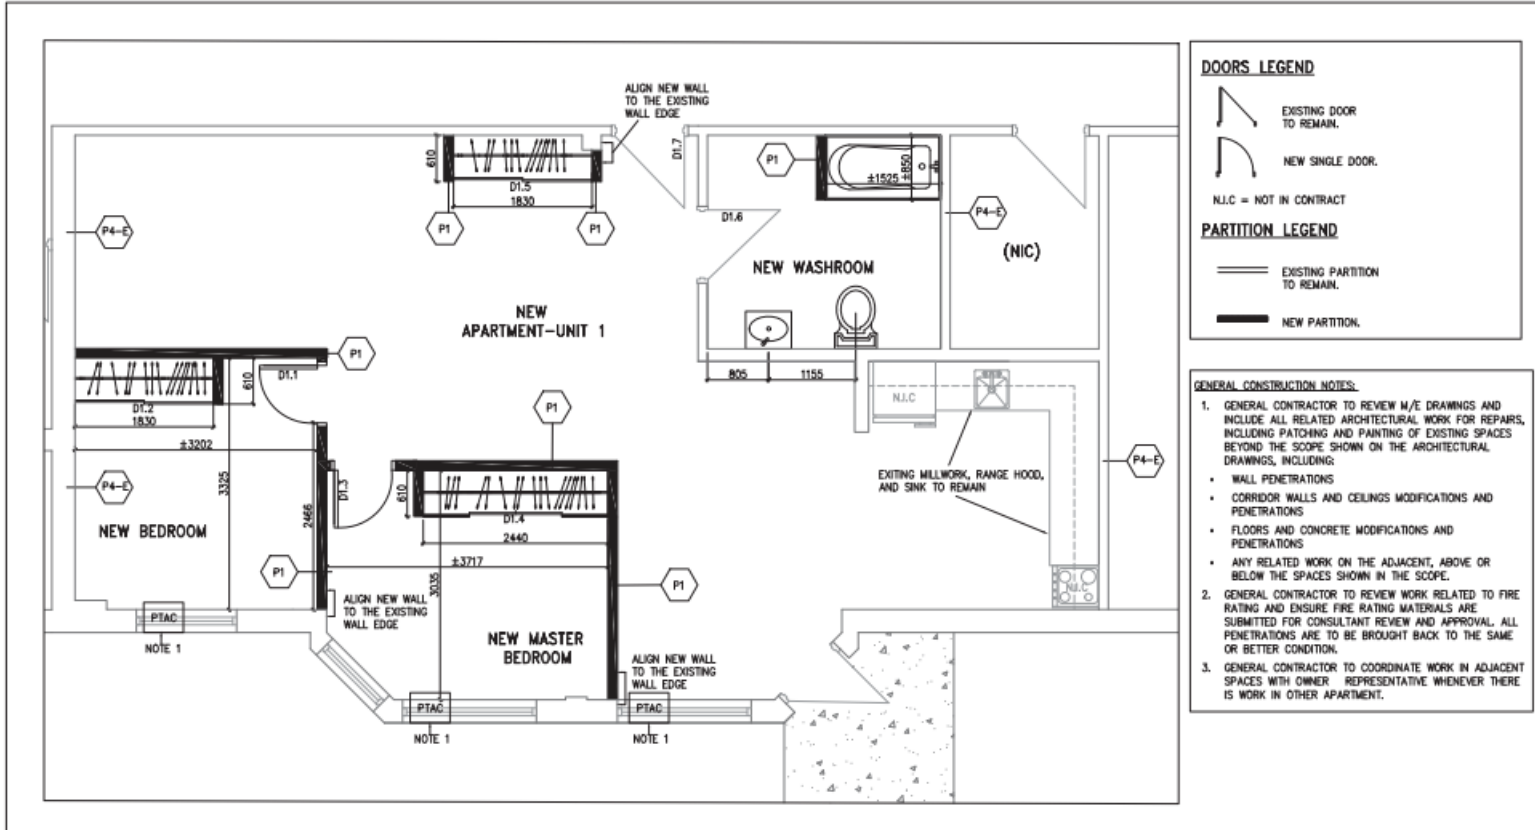 ALIGN NEW WALL
TO THE EXISTING
WALL EDGE
D1.7
610
D1.5
1830
P1
P1
P1
±1525
±850
D1.6
P4-E
P4-E
(NIC)
NEW WASHROOM
NEW
APARTMENT-UNIT 1
P1
D1.1
610
D1.2
1830
±3202
3325
2466
P4-E
NEW BEDROOM
P1
805
1155
N.I.C
P1
D1.3
610
D1.4
2440
±3717
3035
EXITING MILLWORK, RANGE HOOD,
AND SINK TO REMAIN
P4-E
P1
N.I.C
ALIGN NEW WALL
TO THE EXISTING
WALL EDGE
PTAC
NOTE 1
NEW MASTER
BEDROOM
ALIGN NEW WALL
TO THE EXISTING
WALL EDGE
PTAC
NOTE 1
PTAC
NOTE 1
DOORS LEGEND
EXISTING DOOR
TO REMAIN.
NEW SINGLE DOOR.
N.I.C = NOT IN CONTRACT
PARTITION LEGEND
EXISTING PARTITION
TO REMAIN.
NEW PARTITION.
GENERAL CONSTRUCTION NOTES:
1. GENERAL CONTRACTOR TO REVIEW M/E DRAWINGS AND
INCLUDE ALL RELATED ARCHITECTURAL WORK FOR REPAIRS,
INCLUDING PATCHING AND PAINTING OF EXISTING SPACES
BEYOND THE SCOPE SHOWN ON THE ARCHITECTURAL
DRAWINGS, INCLUDING:
• WALL PENETRATIONS
• CORRIDOR WALLS AND CEILINGS MODIFICATIONS AND
PENETRATIONS
• FLOORS AND CONCRETE MODIFICATIONS AND
PENETRATIONS
• ANY RELATED WORK ON THE ADJACENT, ABOVE OR
BELOW THE SPACES SHOWN IN THE SCOPE.
2. GENERAL CONTRACTOR TO REVIEW WORK RELATED TO FIRE
RATING AND ENSURE FIRE RATING MATERIALS ARE
SUBMITTED FOR CONSULTANT REVIEW AND APPROVAL. ALL
PENETRATIONS ARE TO BE BROUGHT BACK TO THE SAME
OR BETTER CONDITION.
3. GENERAL CONTRACTOR TO COORDINATE WORK IN ADJACENT
SPACES WITH OWNER REPRESENTATIVE WHENEVER THERE
IS WORK IN OTHER APARTMENT.